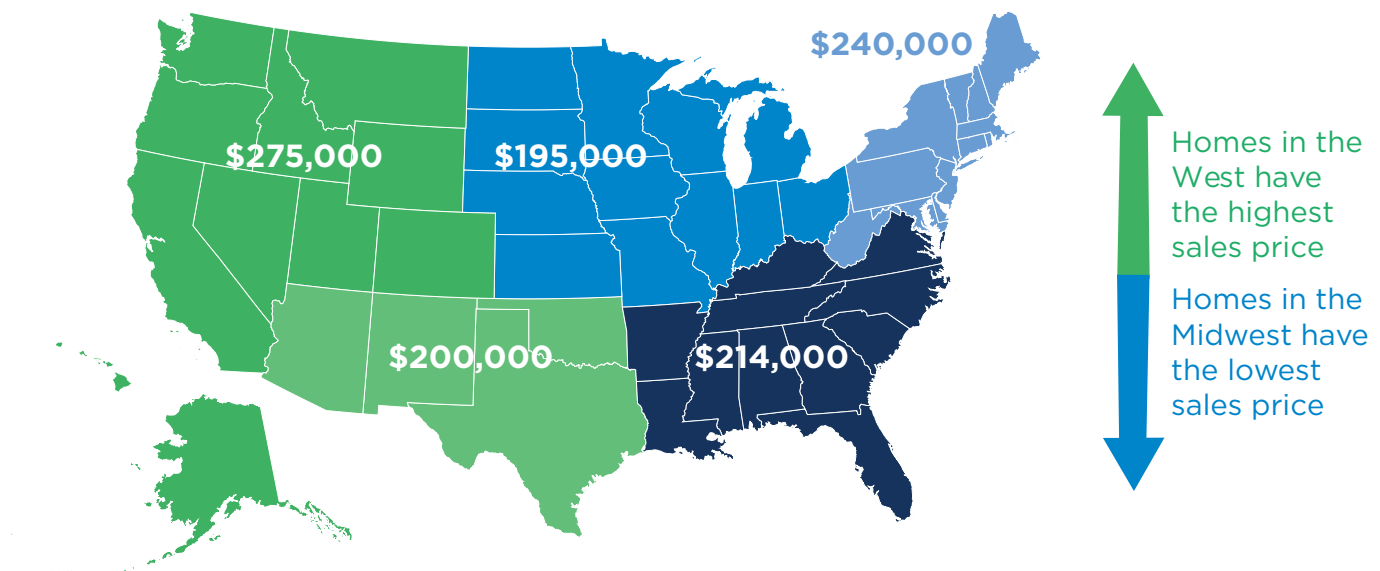 $240,000
$275,000
$195,000
$200,000
$214,000
Homes in the
West have
the highest
sales price
Homes in the
Midwest have
the lowest
sales price